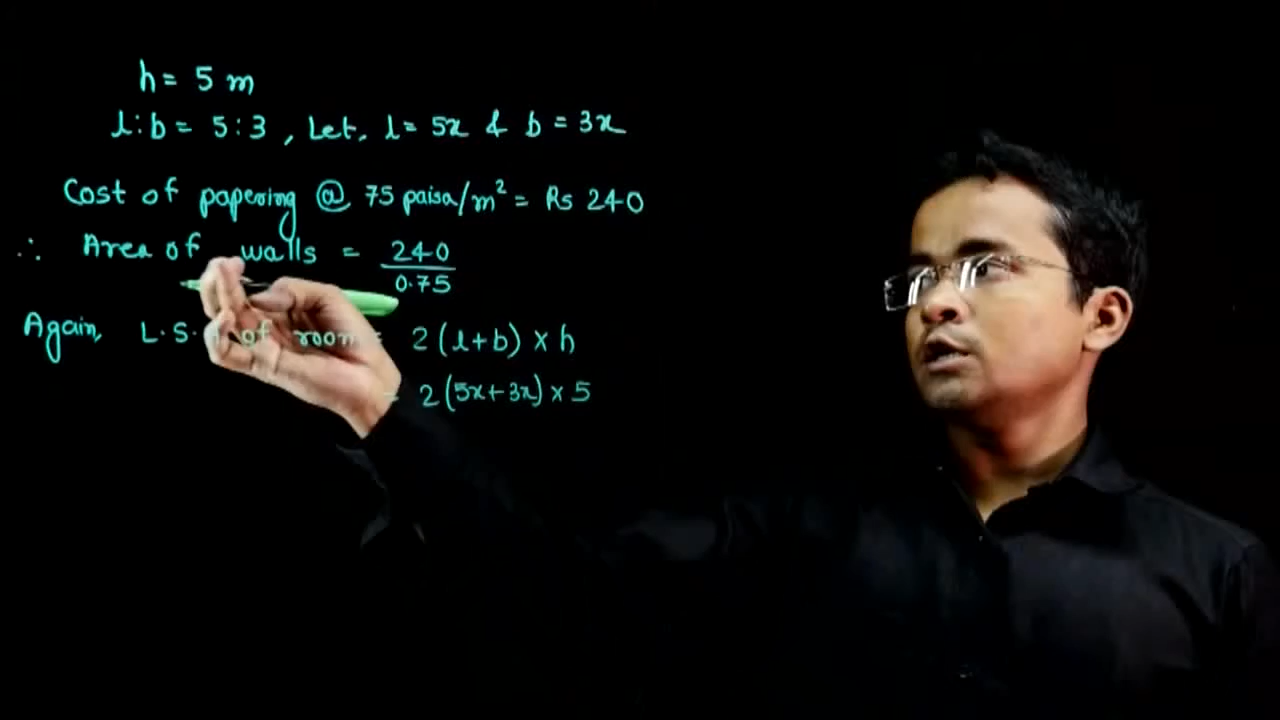 h = 5 m
l:b = 5:3 , Let, l = 5x & b = 3x
Cost of papering @ 75 paisa/m² = Rs 240
∴ Area of walls = 240/0.75
Again, L.S.A of room = 2(l+b) × h
= 2(5x+3x) × 5